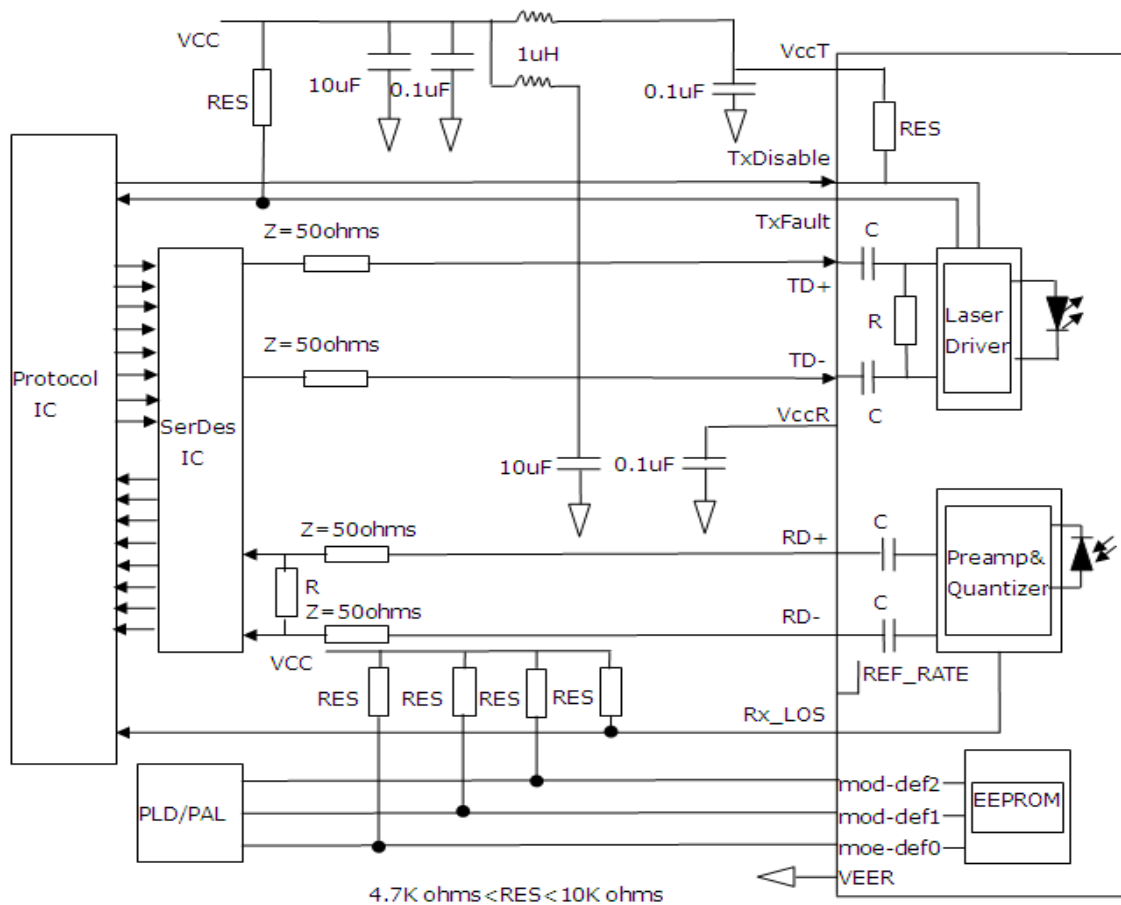 VCC
1uH
VccT
10uF
0.1uF
0.1uF
RES
RES
TxDisable
TxFault
Z=50ohms
C
TD+
R
Laser
Driver
Z=50ohms
TD-
C
Protocol
IC
SerDes
IC
VccR
10uF
0.1uF
Z=50ohms
RD+
C
Preamp&
Quantizer
R
Z=50ohms
RD-
C
VCC
REF_RATE
RES
RES
RES
RES
Rx_LOS
PLD/PAL
mod-def2
EEPROM
mod-def1
moe-def0
VEER
4.7K ohms<RES<10K ohms